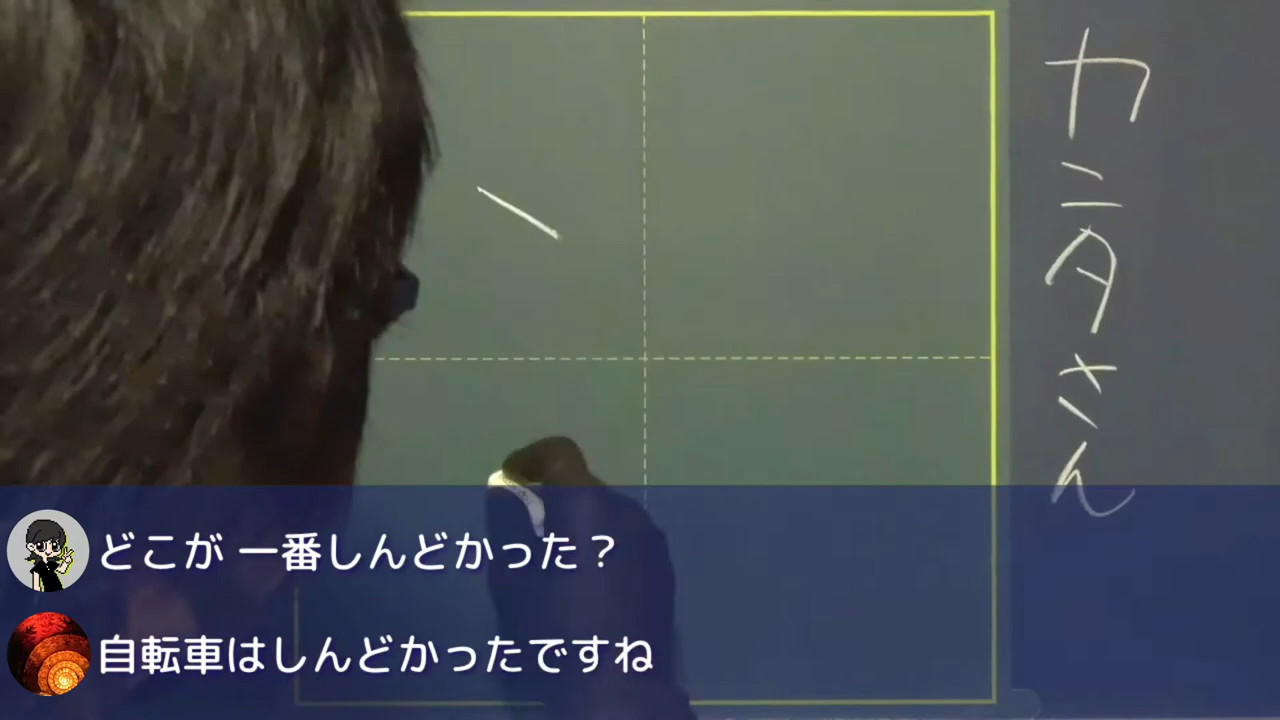 カニタさん
どこが 一番しんどかった？
自転車はしんどかったですね